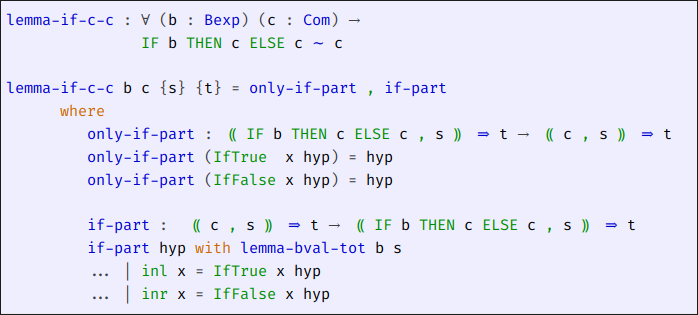 lemma-if-c-c : ∀ (b : Bexp) (c : Com) →
IF b THEN c ELSE c ∼ c
lemma-if-c-c b c {s} {t} = only-if-part , if-part
where
only-if-part : ⦅ IF b THEN c ELSE c , s ⦆ ⇒ t → ⦅ c , s ⦆ ⇒ t
only-if-part (IfTrue x hyp) = hyp
only-if-part (IfFalse x hyp) = hyp
if-part : ⦅ c , s ⦆ ⇒ t → ⦅ IF b THEN c ELSE c , s ⦆ ⇒ t
if-part hyp with lemma-bval-tot b s
... | inl x = IfTrue x hyp
... | inr x = IfFalse x hyp